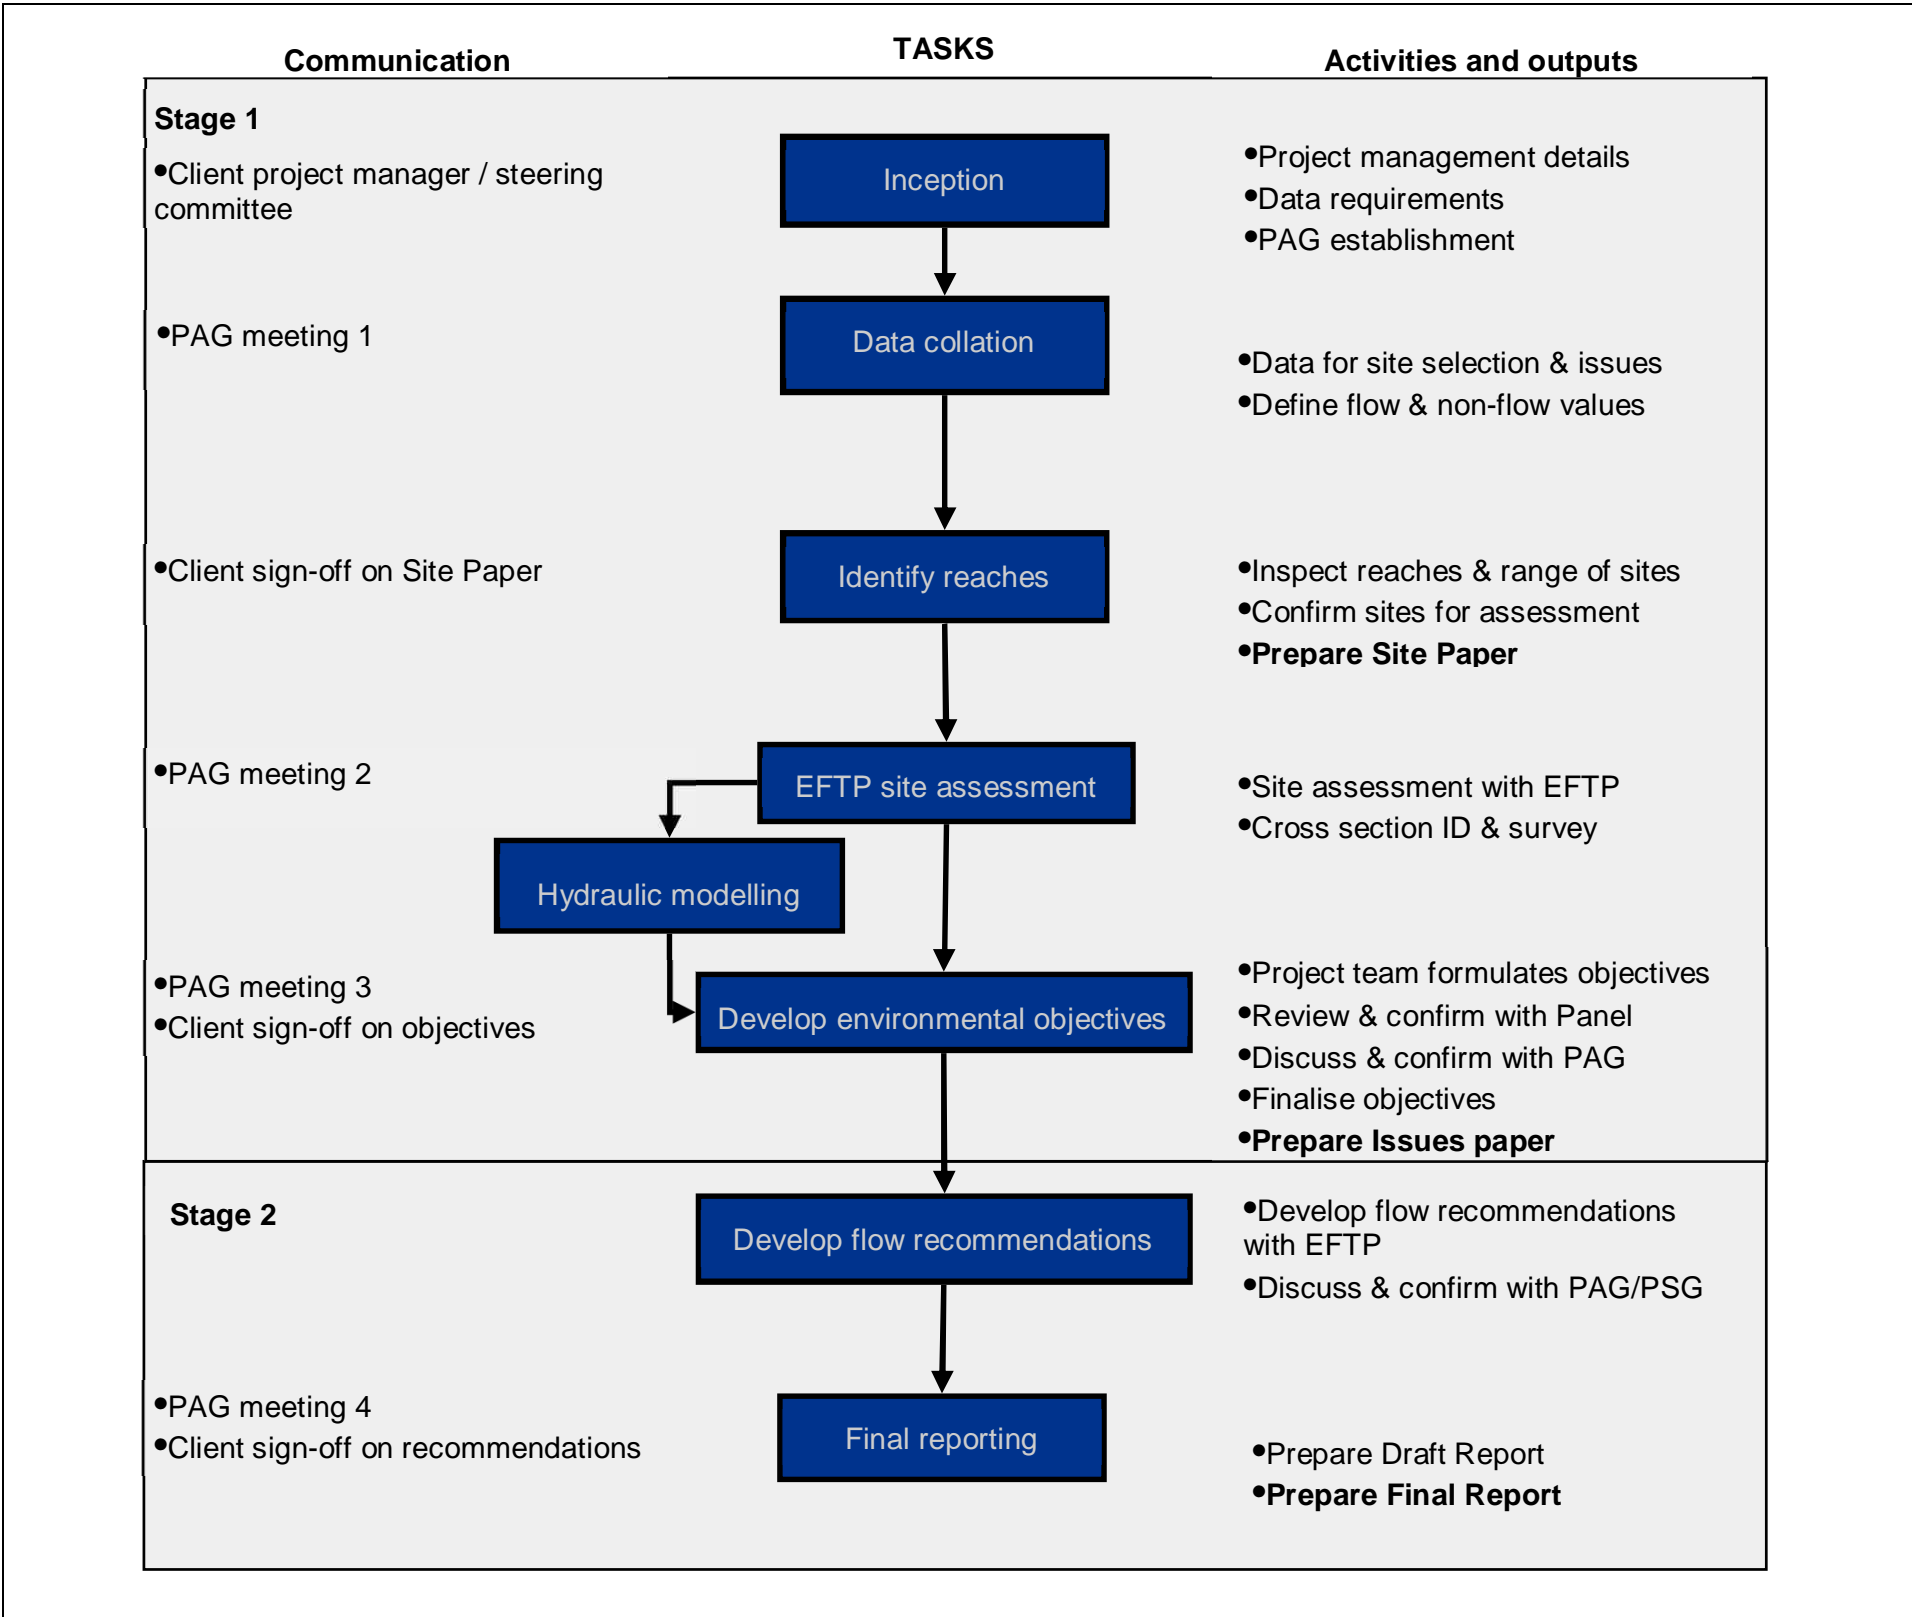 Communication
TASKS
Activities and outputs
Stage 1
•Client project manager / steering
committee
Inception
•Project management details
•Data requirements
•PAG establishment
•PAG meeting 1
Data collation
•Data for site selection & issues
•Define flow & non-flow values
•Client sign-off on Site Paper
Identify reaches
•Inspect reaches & range of sites
•Confirm sites for assessment
•Prepare Site Paper
•PAG meeting 2
EFTP site assessment
•Site assessment with EFTP
•Cross section ID & survey
Hydraulic modelling
•PAG meeting 3
•Client sign-off on objectives
Develop environmental objectives
•Project team formulates objectives
•Review & confirm with Panel
•Discuss & confirm with PAG
•Finalise objectives
•Prepare Issues paper
Stage 2
Develop flow recommendations
•Develop flow recommendations
with EFTP
•Discuss & confirm with PAG/PSG
•PAG meeting 4
•Client sign-off on recommendations
Final reporting
•Prepare Draft Report
•Prepare Final Report